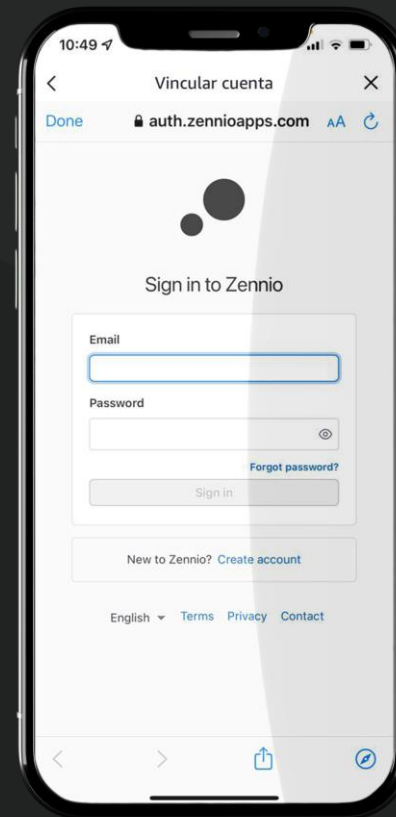 10:49
Vincular cuenta
Done auth.zennioapps.com AA
Sign in to Zennio
Email
Password
Forgot password?
Sign in
New to Zennio? Create account
English Terms Privacy Contact